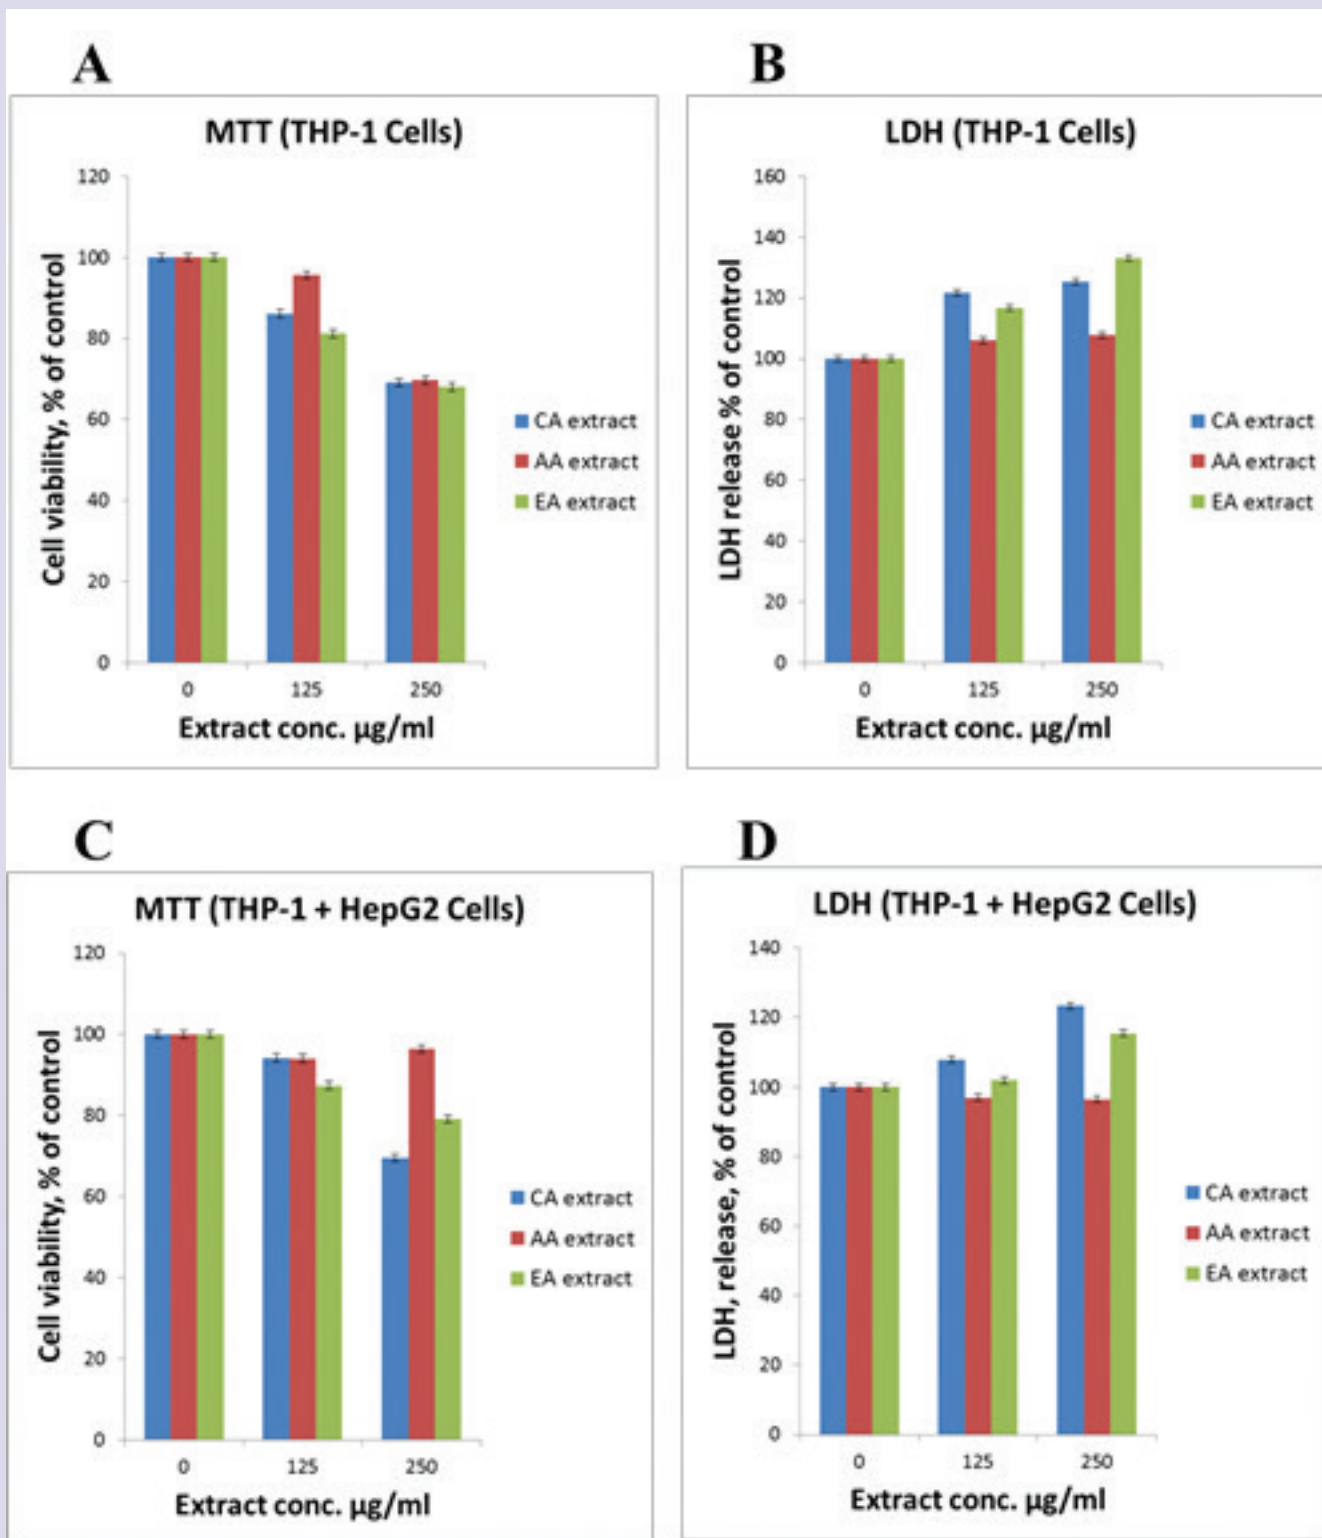 A
MTT (THP-1 Cells)
120
100
80
60
40
20
0
Cell viability, % of control
0 125 250
Extract conc. µg/ml
CA extract
AA extract
EA extract
B
LDH (THP-1 Cells)
160
140
120
100
80
60
40
20
0
LDH release % of control
0 125 250
Extract conc. µg/ml
CA extract
AA extract
EA extract
C
MTT (THP-1 + HepG2 Cells)
120
100
80
60
40
20
0
Cell viability, % of control
0 125 250
Extract conc. µg/ml
CA extract
AA extract
EA extract
D
LDH (THP-1 + HepG2 Cells)
140
120
100
80
60
40
20
0
LDH, release, % of control
0 125 250
Extract conc. µg/ml
CA extract
AA extract
EA extract